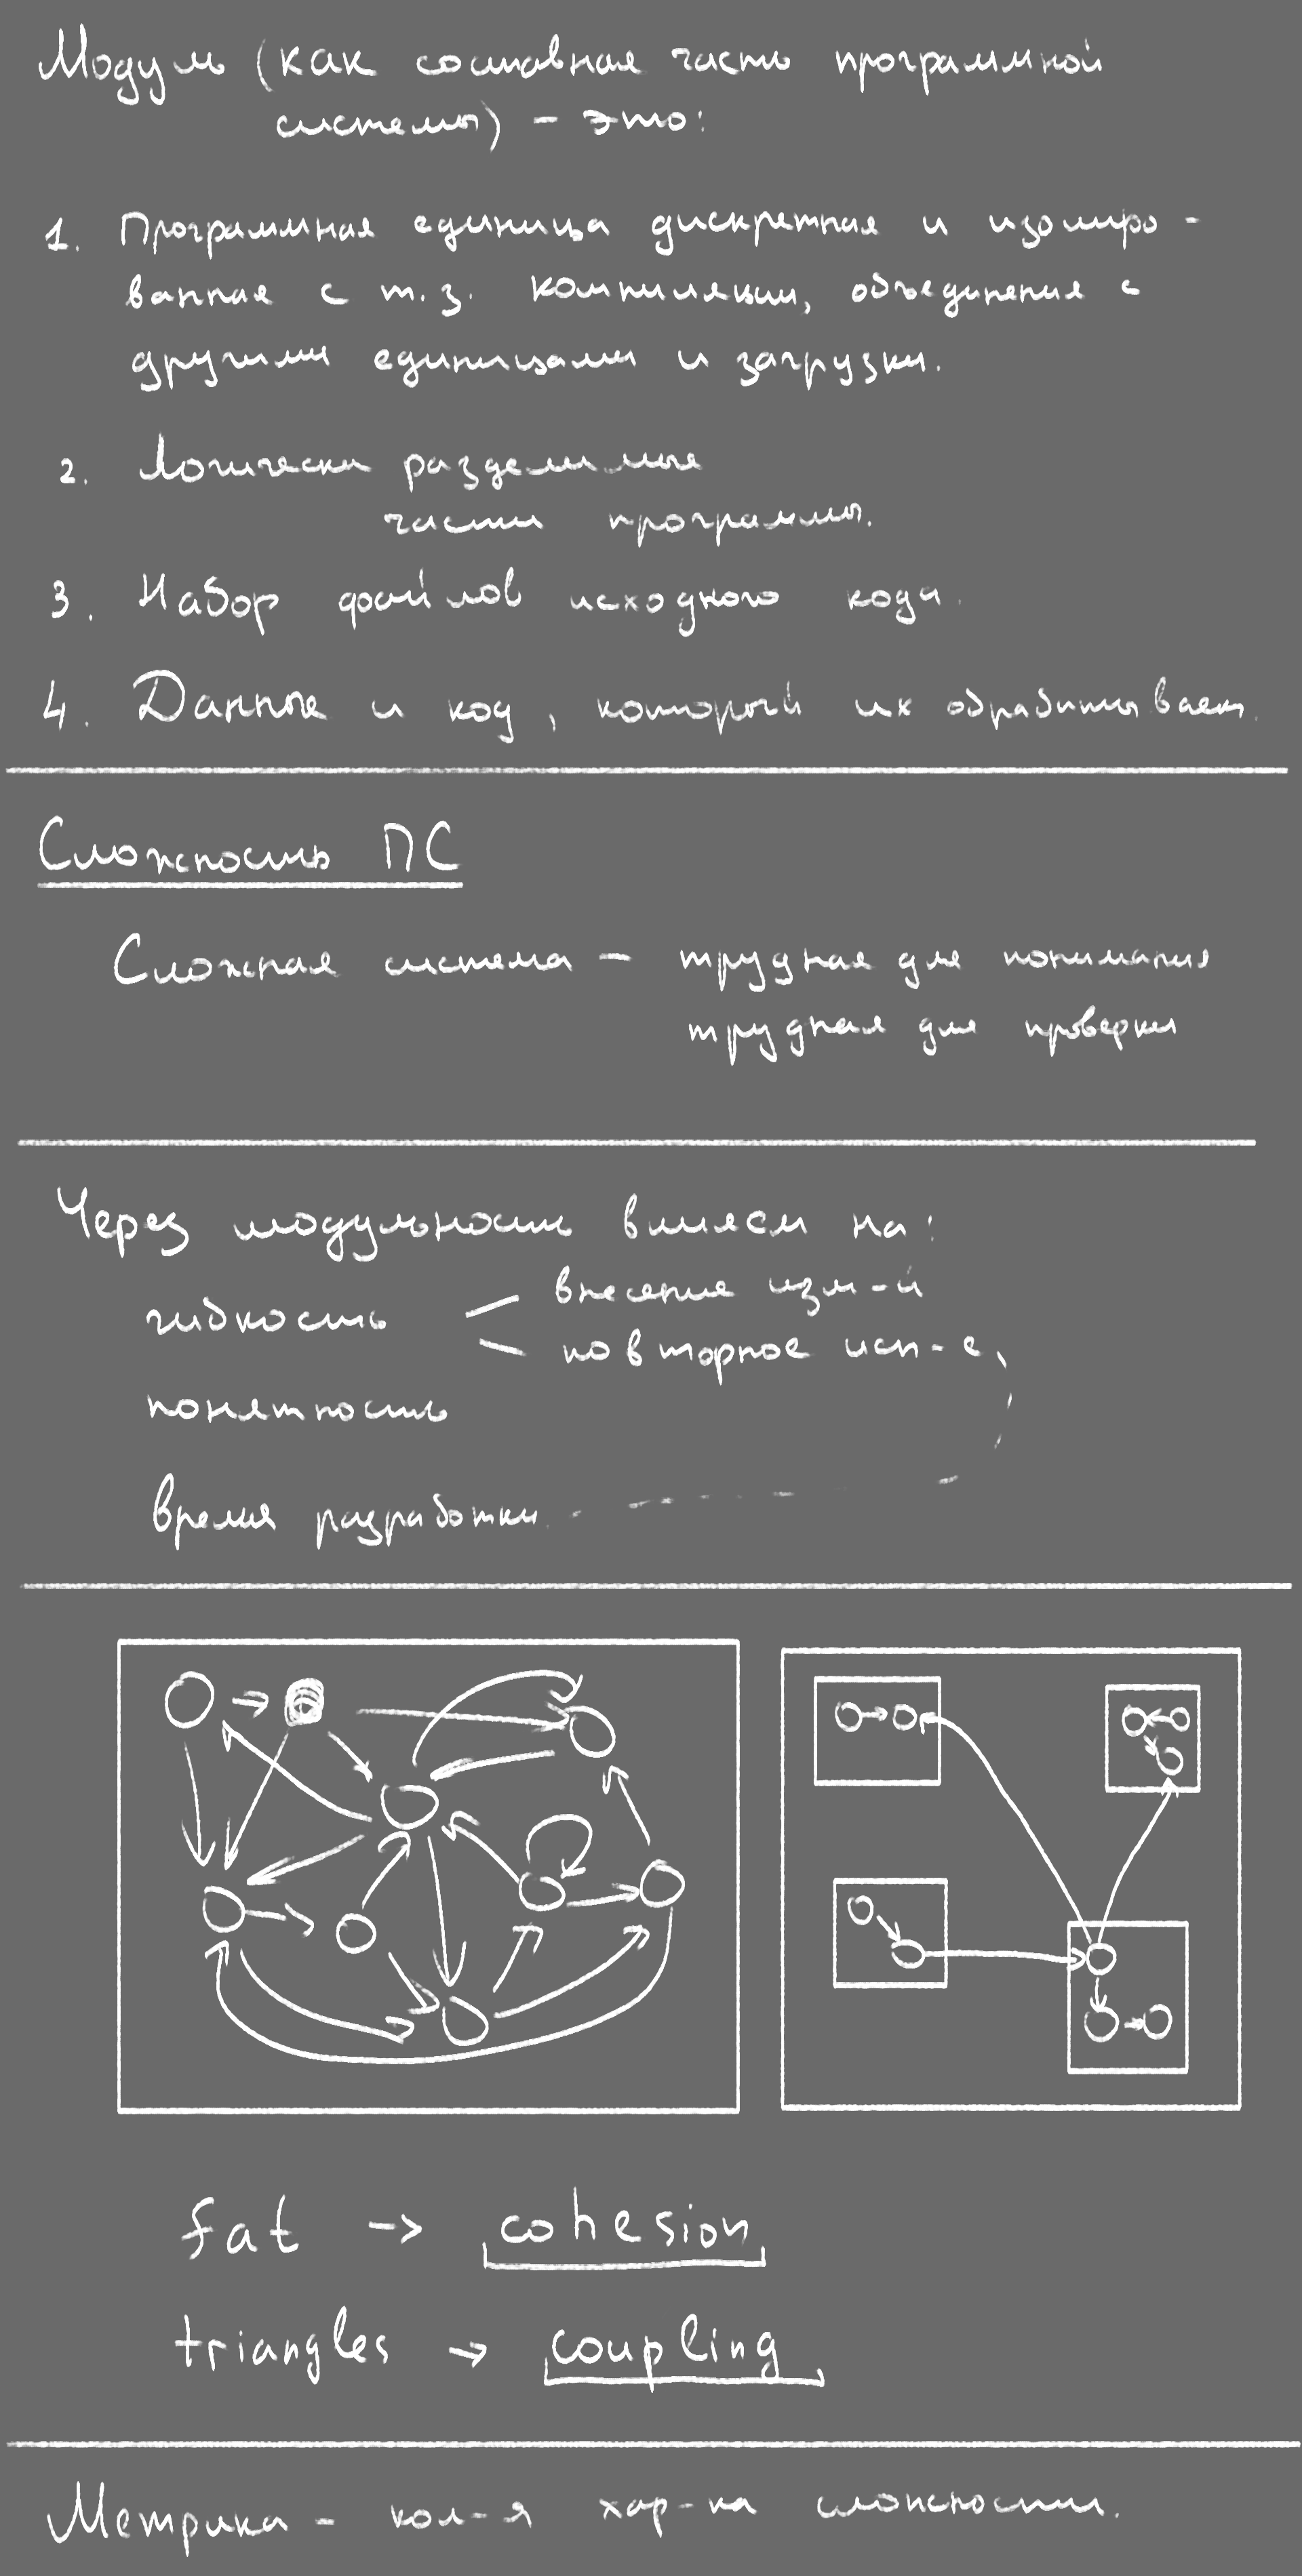 Модуль (как составная часть программной
системы) - это:
1. Программная единица дискретная и изолиро-
ванная с т.з. компиляции, объединения с
другими единицами и загрузки.
2. Логически разделимые
части программы.
3. Набор файлов исходного кода.
4. Данные и код, который их обрабатывает.
Сложность ПС
Сложная система - трудная для понимания
трудная для проверки
Через модульность влияем на:
гибкость внесение изм-й
повторное исп-е
понятность
время разработки
fat → cohesion
triangles → coupling
Метрика - кол-я хар-ка сложности.